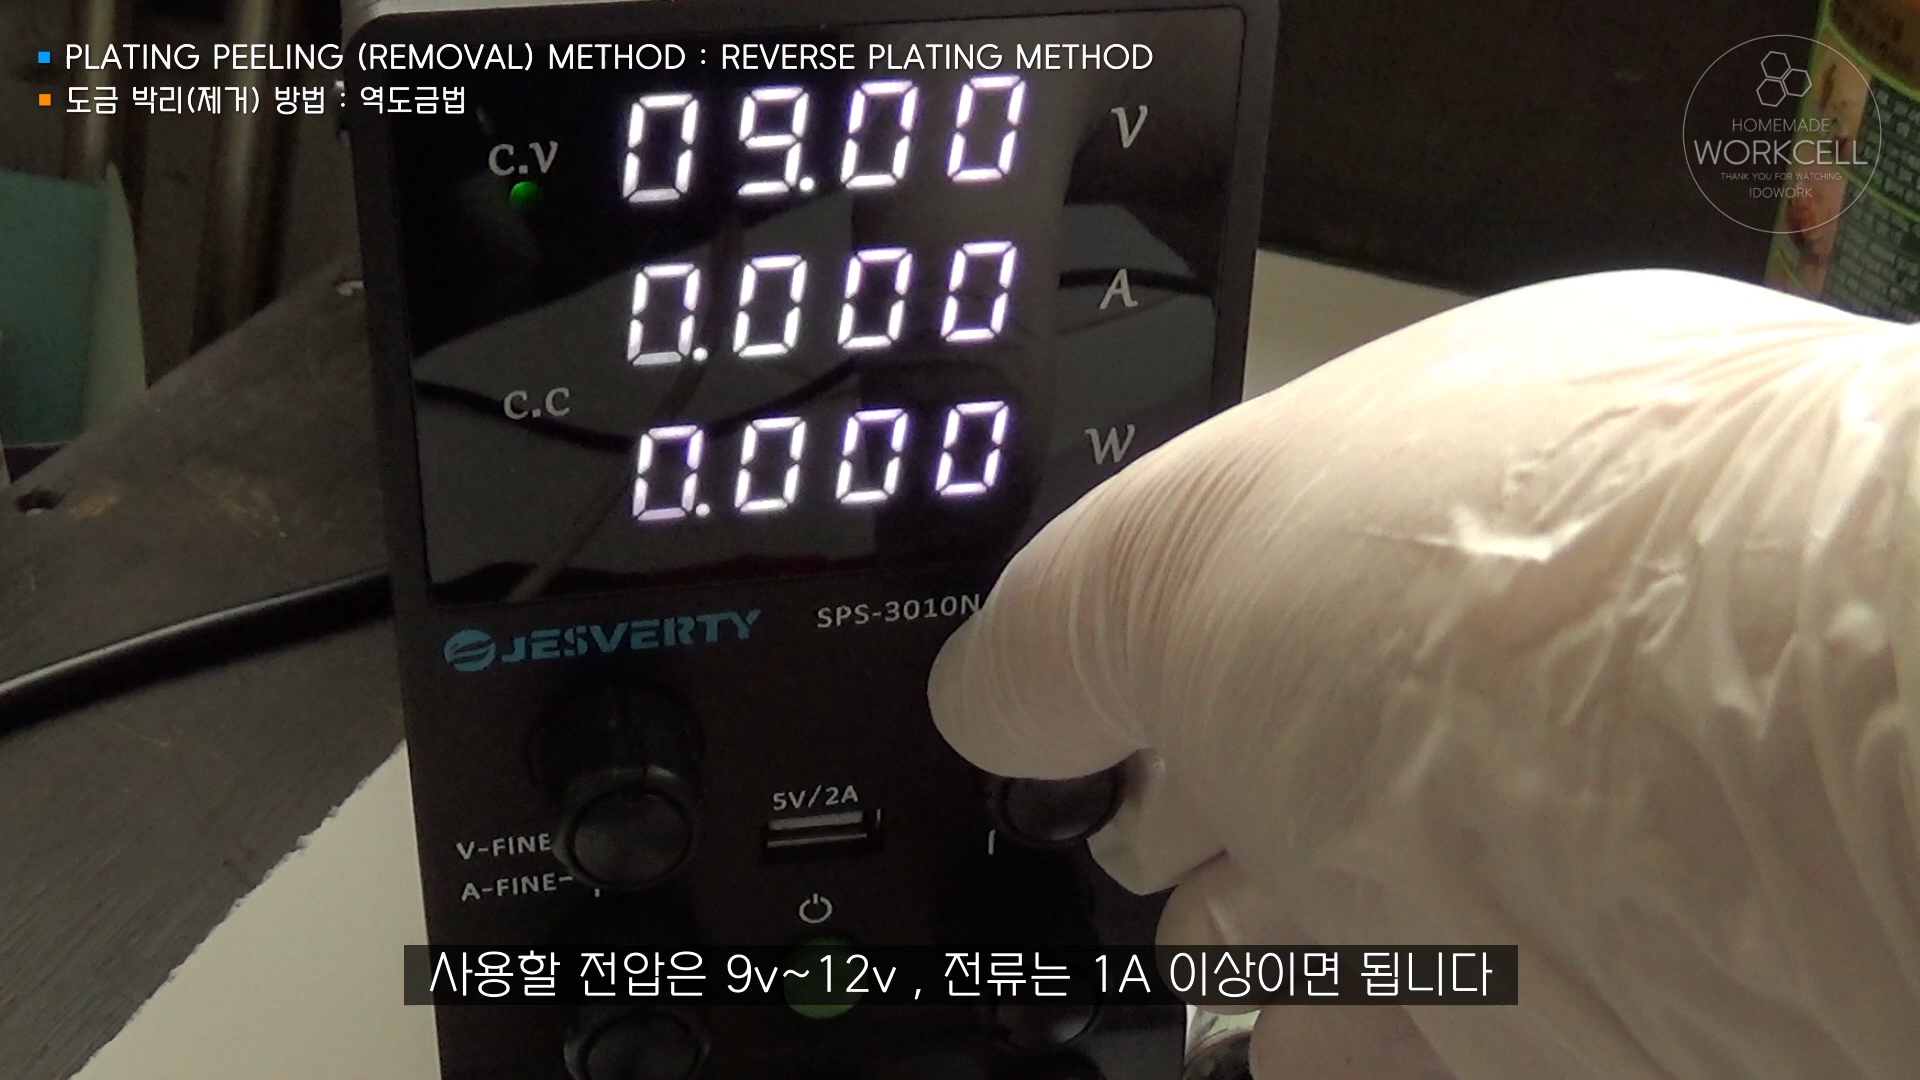 PLATING PEELING (REMOVAL) METHOD : REVERSE PLATING METHOD
도금 박리(제거) 방법 : 역도금법
HOMEMADE
WORKCELL
THANK YOU FOR WATCHING
IDOWORK
C.V 09.00 V
0.000 A
C.C
0.000 W
JESVERTY SPS-3010N
5V/2A
V-FINE
A-FINE
사용할 전압은 9v~12v , 전류는 1A 이상이면 됩니다